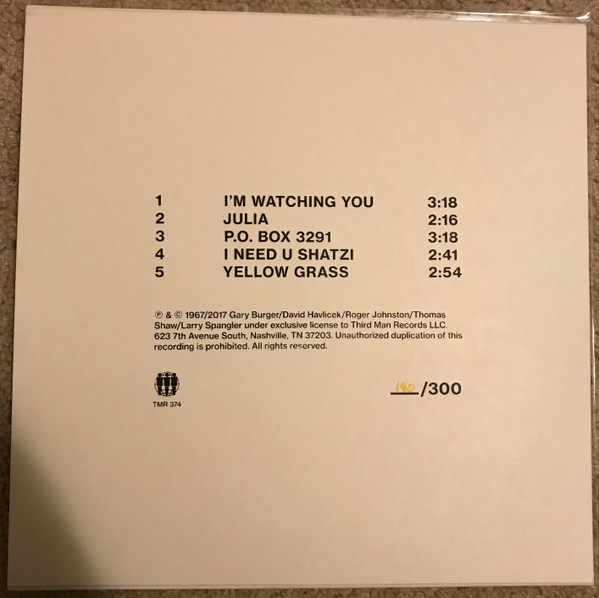 1 I'M WATCHING YOU 3:18
2 JULIA 2:16
3 P.O. BOX 3291 3:18
4 I NEED U SHATZI 2:41
5 YELLOW GRASS 2:54
℗ & © 1967/2017 Gary Burger/David Havlicek/Roger Johnston/Thomas
Shaw/Larry Spangler under exclusive license to Third Man Records LLC.
623 7th Avenue South, Nashville, TN 37203. Unauthorized duplication of this
recording is prohibited. All rights reserved.
TMR 374
180/300